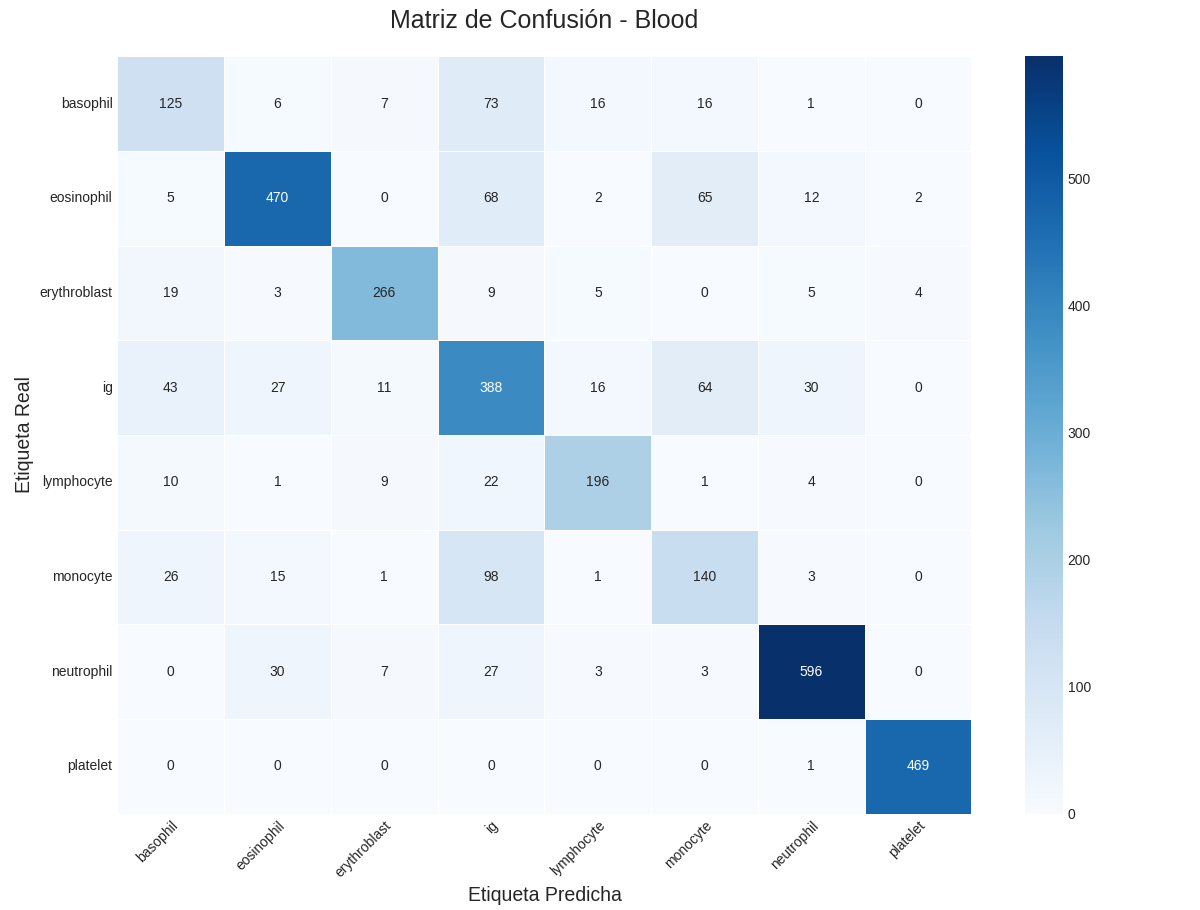 Matriz de Confusión - Blood
basophil 125 6 7 73 16 16 1 0
eosinophil 5 470 0 68 2 65 12 2
erythroblast 19 3 266 9 5 0 5 4
ig 43 27 11 388 16 64 30 0
lymphocyte 10 1 9 22 196 1 4 0
monocyte 26 15 1 98 1 140 3 0
neutrophil 0 30 7 27 3 3 596 0
platelet 0 0 0 0 0 0 1 469
basophil eosinophil erythroblast ig lymphocyte monocyte neutrophil platelet
Etiqueta Predicha
Etiqueta Real
500
400
300
200
100
0